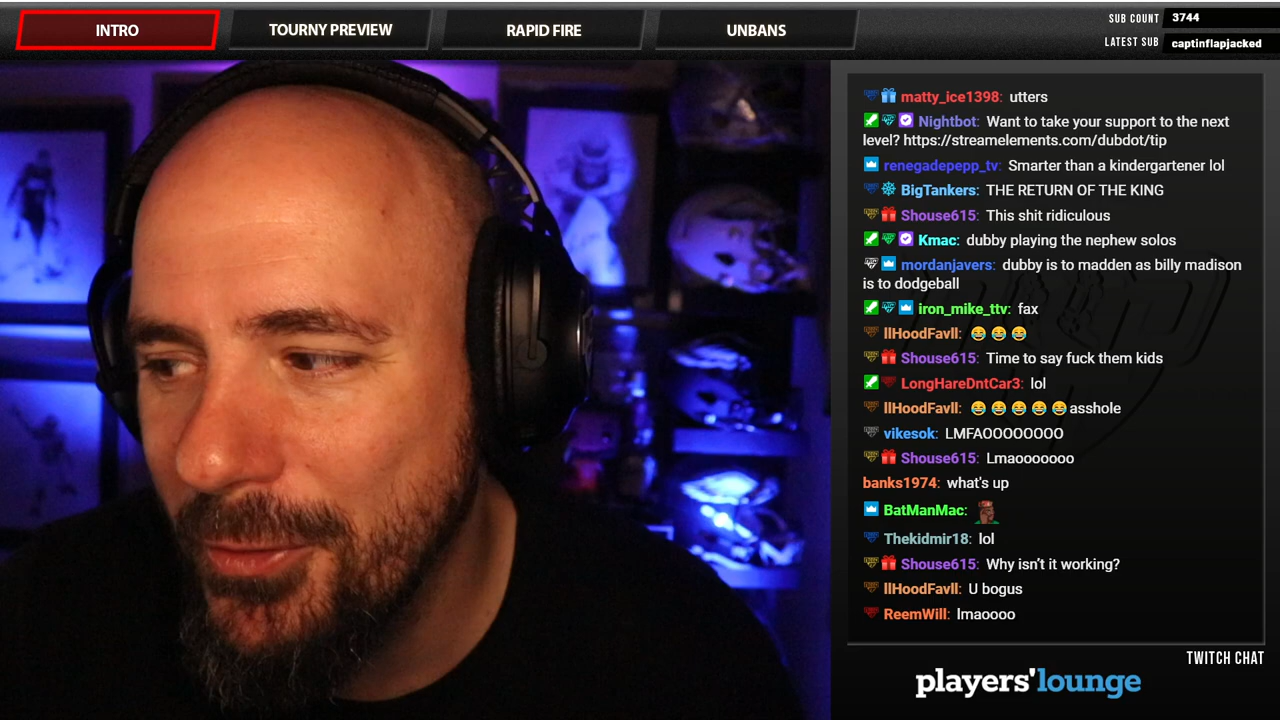 INTRO
TOURNY PREVIEW
RAPID FIRE
UNBANS
SUB COUNT 3744
LATEST SUB captinflapjacked
matty_ice1398: utters
Nightbot: Want to take your support to the next
level? https://streamelements.com/dubdot/tip
renegadepepp_tv: Smarter than a kindergartener lol
BigTankers: THE RETURN OF THE KING
Shouse615: This shit ridiculous
Kmac: dubby playing the nephew solos
mordanjavers: dubby is to madden as billy madison
is to dodgeball
iron_mike_ttv: fax
llHoodFavll: 😂 😂 😂
Shouse615: Time to say fuck them kids
LongHareDntCar3: lol
llHoodFavll: 😂 😂 😂 😂 😂 asshole
vikesok: LMFAOOOOOOOO
Shouse615: Lmaooooooo
banks1974: what's up
BatManMac:
Thekidmir18: lol
Shouse615: Why isn't it working?
llHoodFavll: U bogus
ReemWill: lmaoooo
TWITCH CHAT
players'lounge